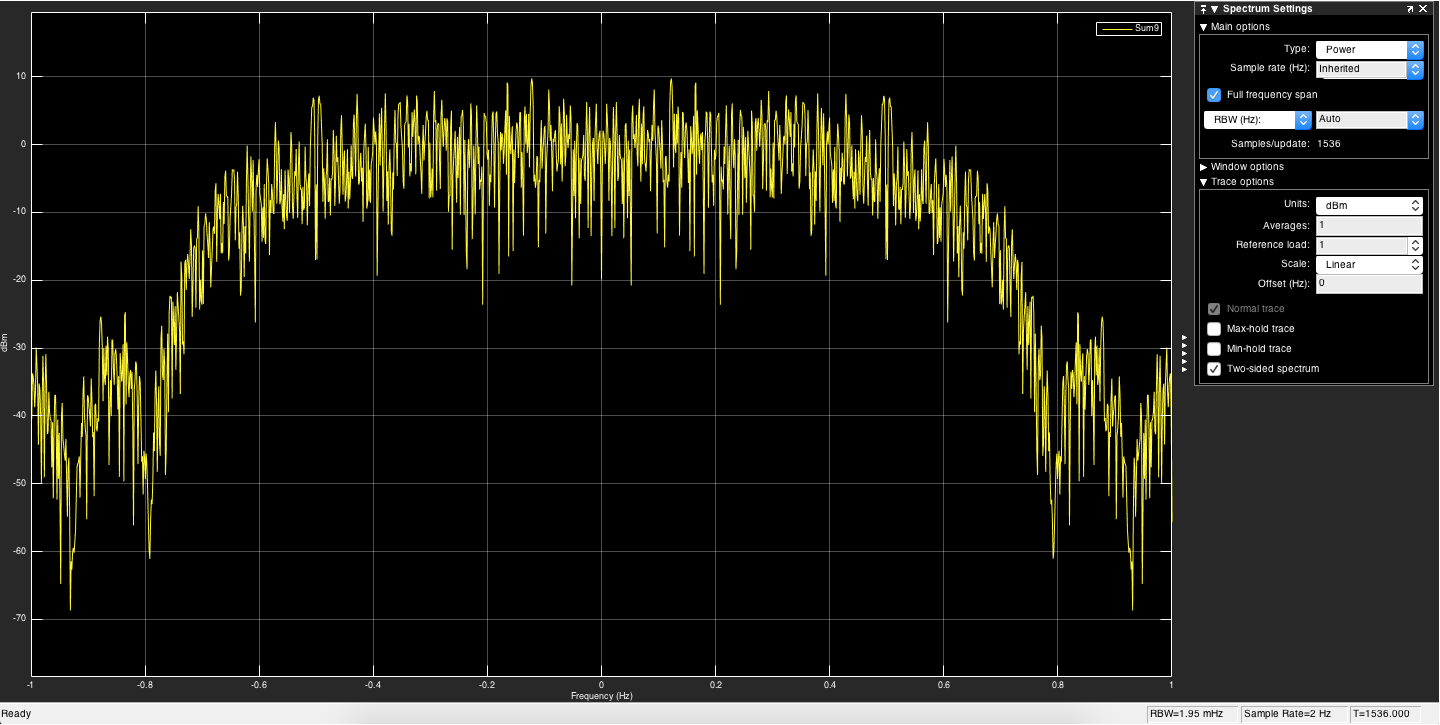 Sum9
10
0
-10
-20
-30
-40
-50
-60
-70
dBm
-1
-0.8
-0.6
-0.4
-0.2
0
0.2
0.4
0.6
0.8
1
Frequency (Hz)
Spectrum Settings
Main options
Type: Power
Sample rate (Hz): Inherited
Full frequency span
RBW (Hz): Auto
Samples/update: 1536
Window options
Trace options
Units: dBm
Averages: 1
Reference load: 1
Scale: Linear
Offset (Hz): 0
Normal trace
Max-hold trace
Min-hold trace
Two-sided spectrum
Ready
RBW=1.95 mHz
Sample Rate=2 Hz
T=1536.000